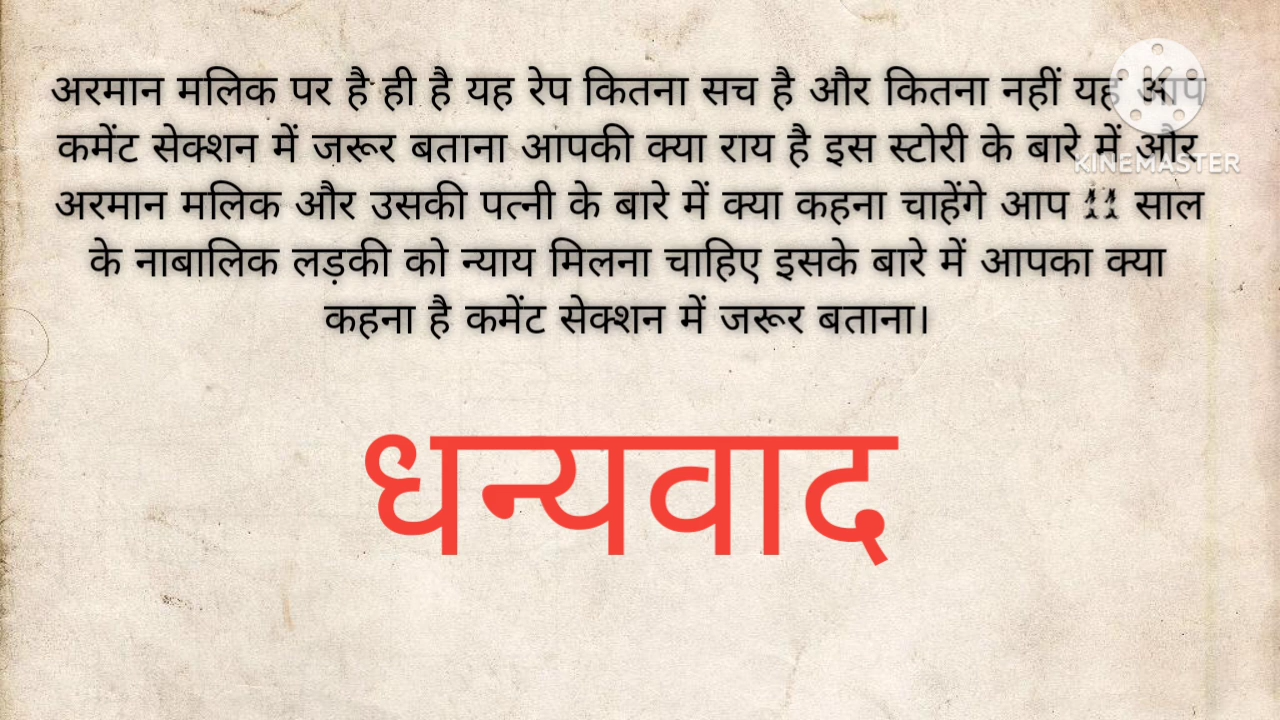 अरमान मलिक पर है ही है यह रेप कितना सच है और कितना नहीं यह आप
कमेंट सेक्शन में ज़रूर बताना आपकी क्या राय है इस स्टोरी के बारे में और
अरमान मलिक और उसकी पत्नी के बारे में क्या कहना चाहेंगे आप 11 साल
के नाबालिक लड़की को न्याय मिलना चाहिए इसके बारे में आपका क्या
कहना है कमेंट सेक्शन में जरूर बताना।
धन्यवाद
K
KINEMASTER